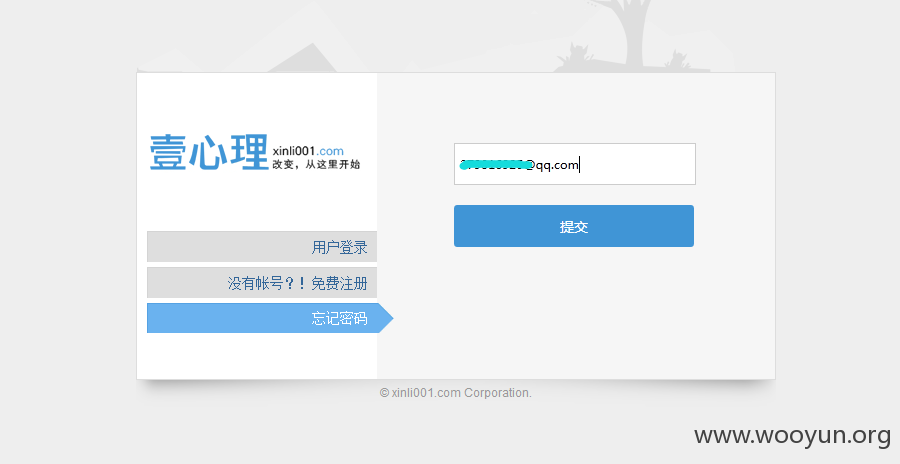 壹心理
xinli001.com
改变，从这里开始
@qq.com
提交
用户登录
没有帐号？！免费注册
忘记密码
© xinli001.com Corporation.
www.wooyun.org